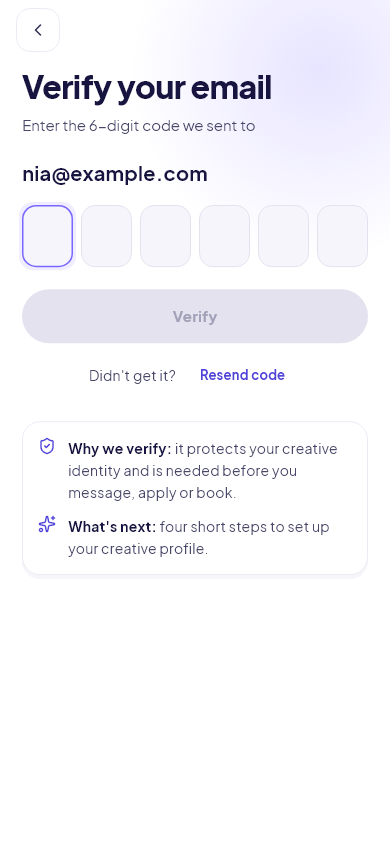 Verify your email
Enter the 6-digit code we sent to
nia@example.com
Verify
Didn't get it? Resend code
Why we verify: it protects your creative
identity and is needed before you
message, apply or book.
What's next: four short steps to set up
your creative profile.